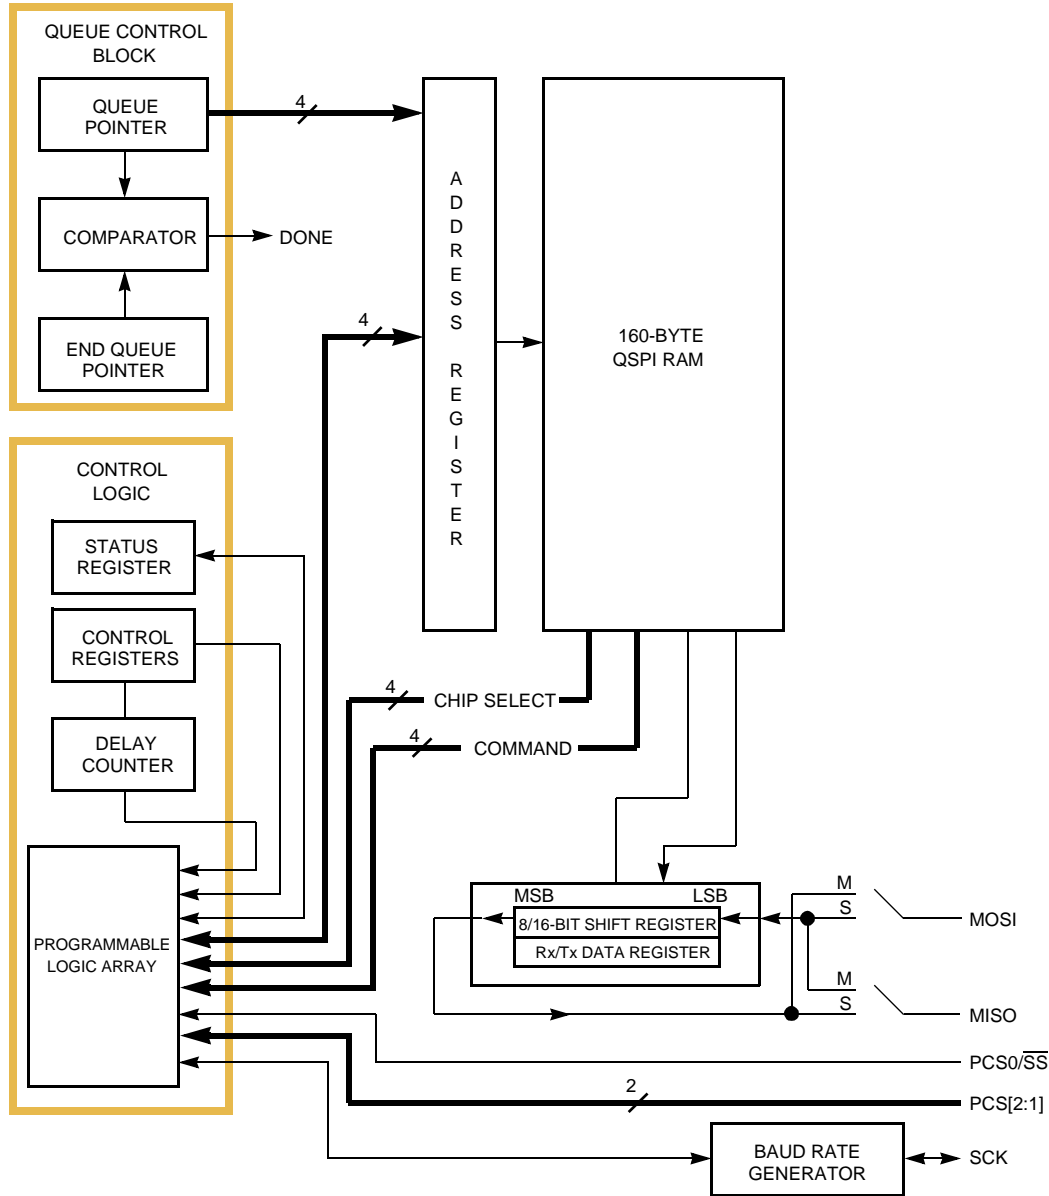 QUEUE CONTROL
BLOCK
QUEUE
POINTER
4
COMPARATOR
DONE
END QUEUE
POINTER
4
ADDRESS REGISTER
160-BYTE
QSPI RAM
CONTROL
LOGIC
STATUS
REGISTER
CONTROL
REGISTERS
DELAY
COUNTER
4
CHIP SELECT
4
COMMAND
PROGRAMMABLE
LOGIC ARRAY
MSB
LSB
8/16-BIT SHIFT REGISTER
Rx/Tx DATA REGISTER
M
S
MOSI
M
S
MISO
PCS0/S̅S̅
2
PCS[2:1]
BAUD RATE
GENERATOR
SCK